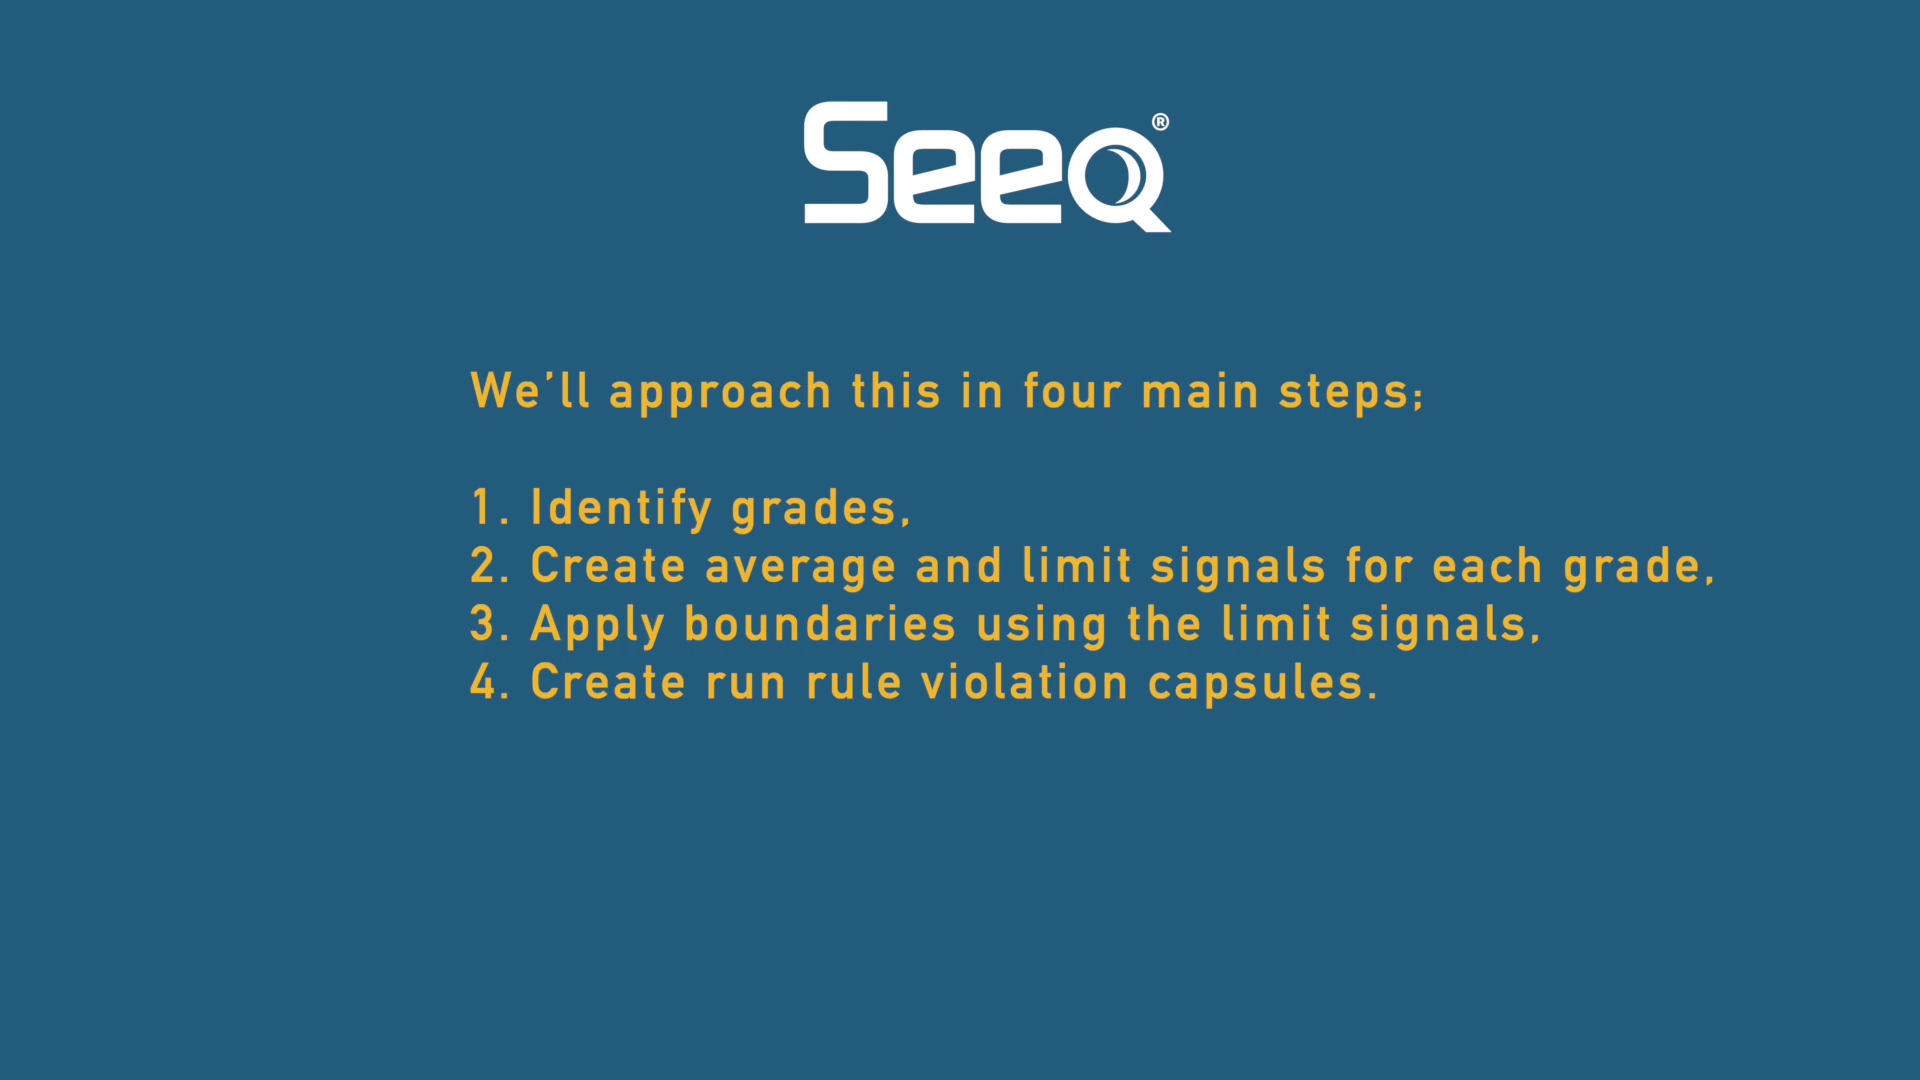 SeeQ®
We’ll approach this in four main steps;
1. Identify grades,
2. Create average and limit signals for each grade,
3. Apply boundaries using the limit signals,
4. Create run rule violation capsules.